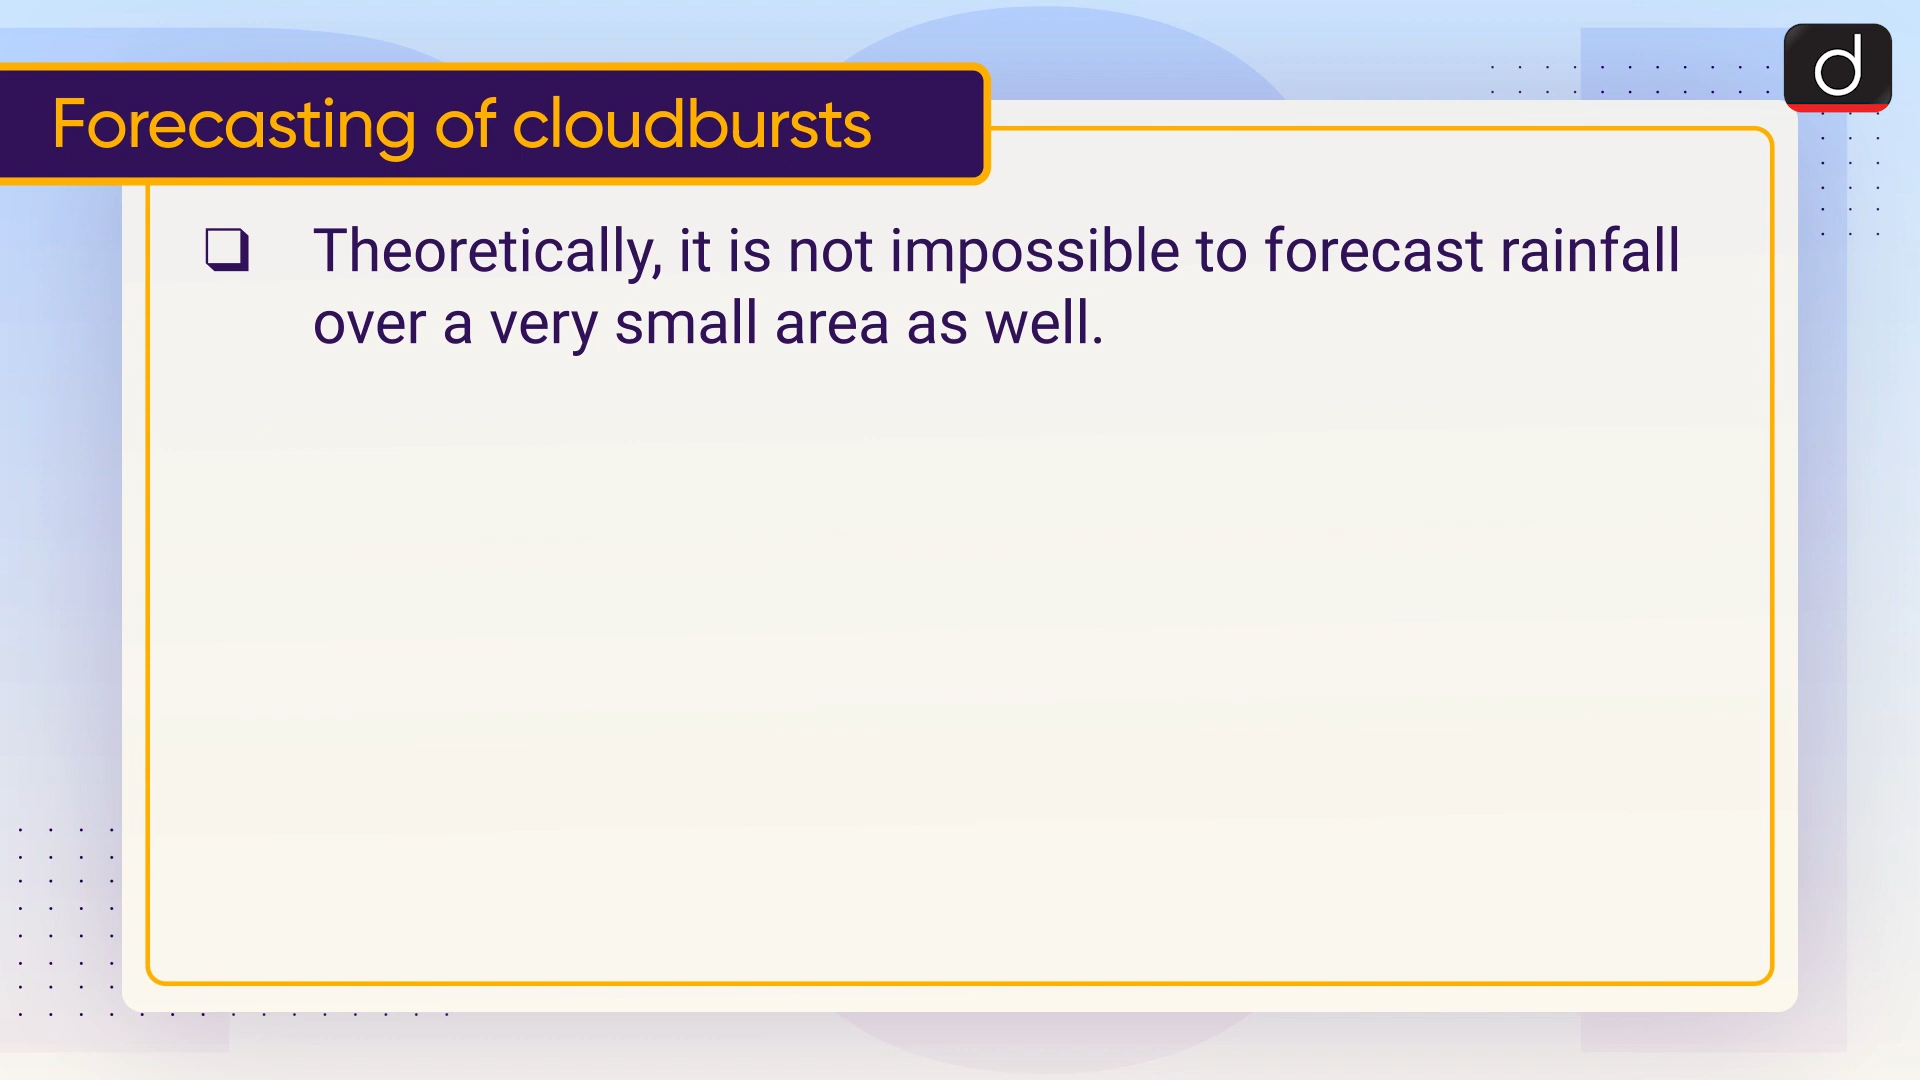 Forecasting of cloudbursts
d
❑ Theoretically, it is not impossible to forecast rainfall
over a very small area as well.